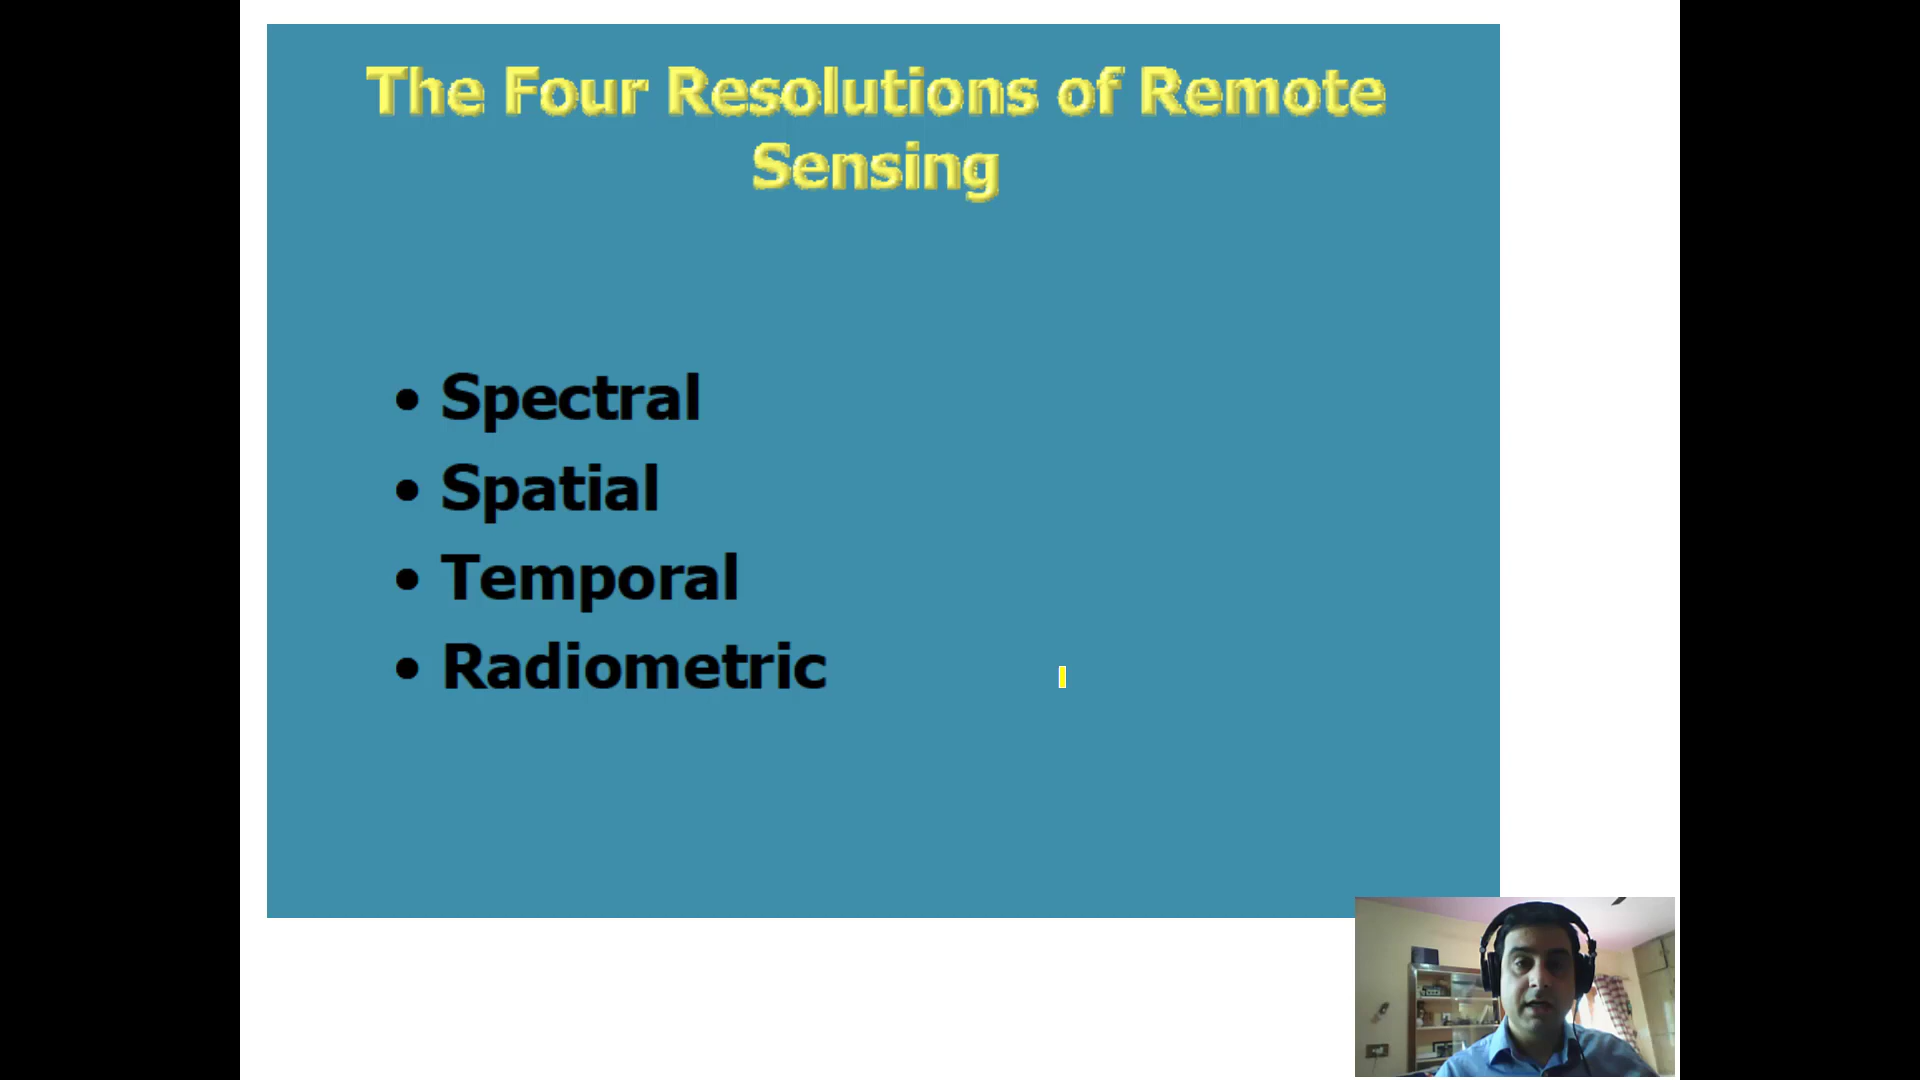 The Four Resolutions of Remote
Sensing
• Spectral
• Spatial
• Temporal
• Radiometric